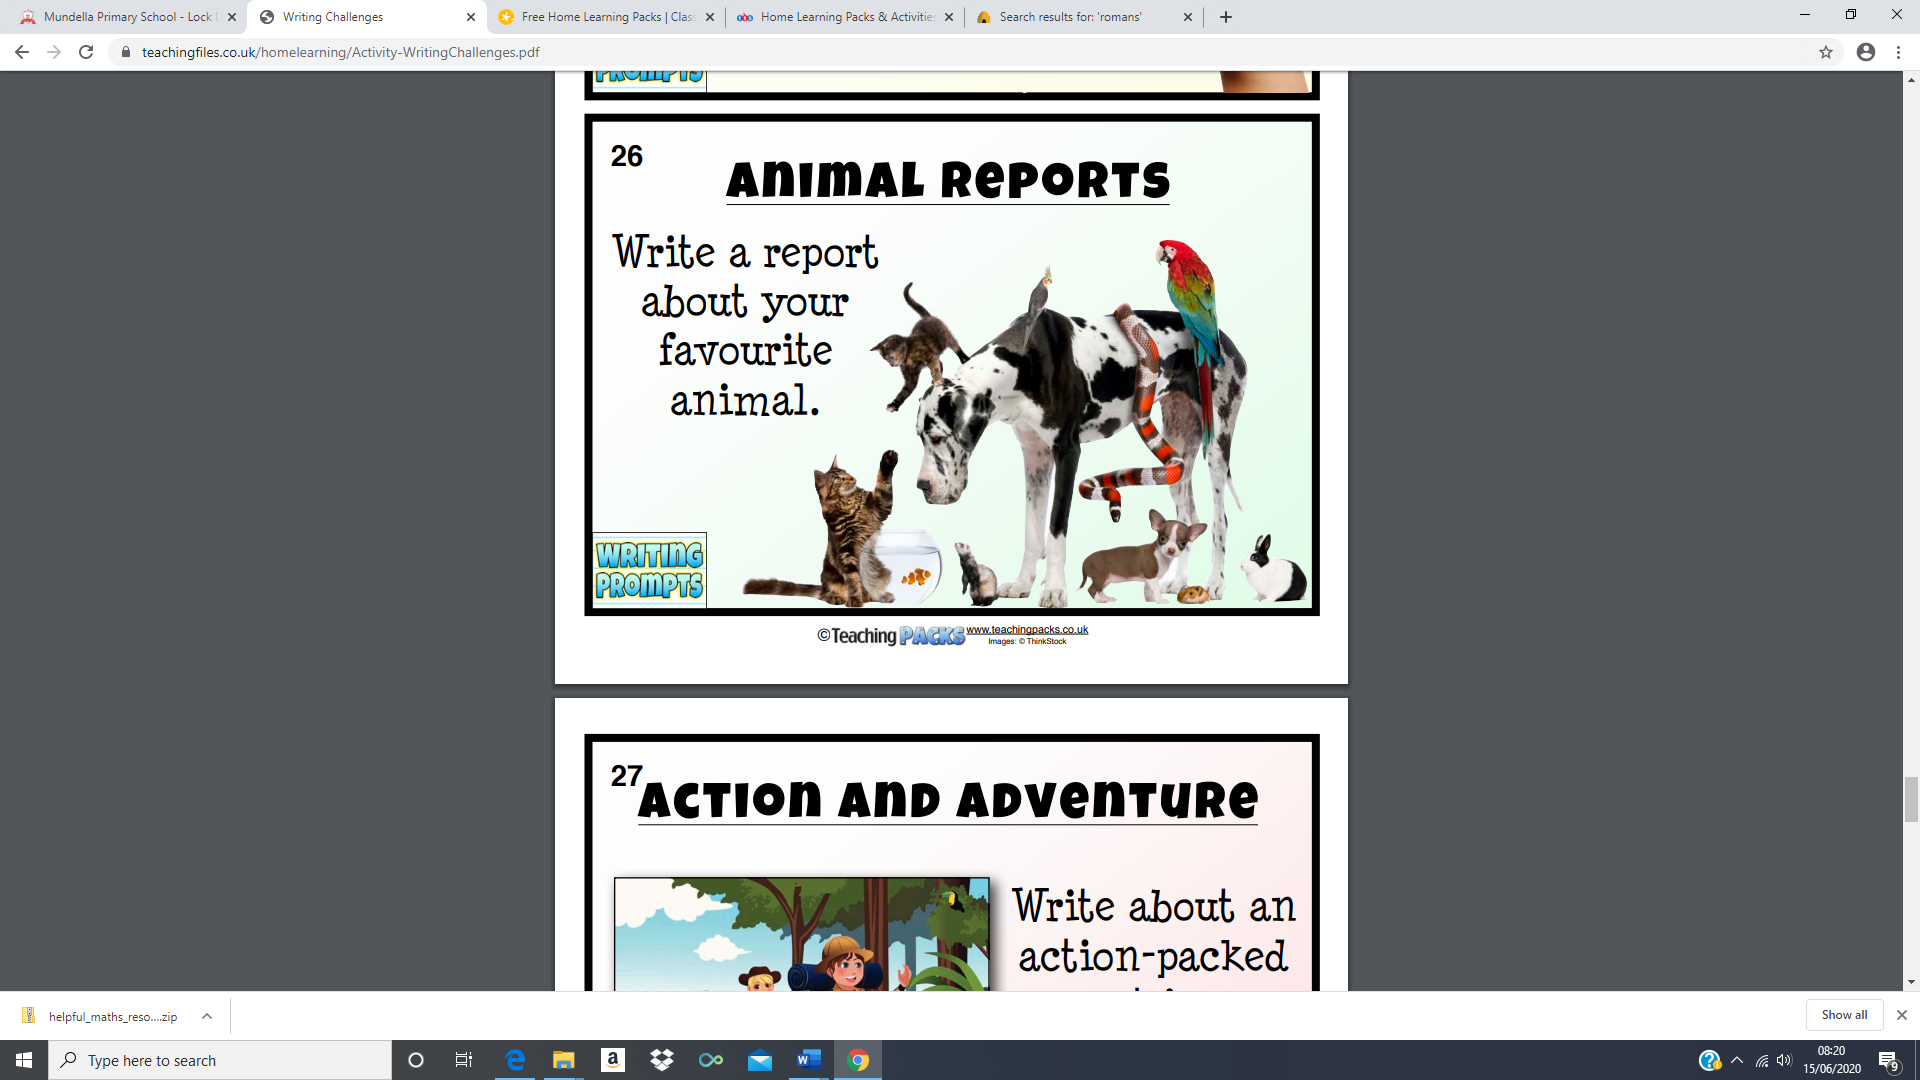 Mundella Primary School - Lock
Writing Challenges
Free Home Learning Packs | Clas
Home Learning Packs & Activitie
Search results for: 'romans'
teachingfiles.co.uk/homelearning/Activity-WritingChallenges.pdf
PROMPTS
26
ANIMAL REPORTS
Write a report
about your
favourite
animal.
WRITING
PROMPTS
©Teaching PACKS
www.teachingpacks.co.uk
Images: © ThinkStock
27
ACTION AND ADVENTURE
Write about an
action-packed
helpful_maths_reso....zip
Show all
Type here to search
08:20
15/06/2020
9